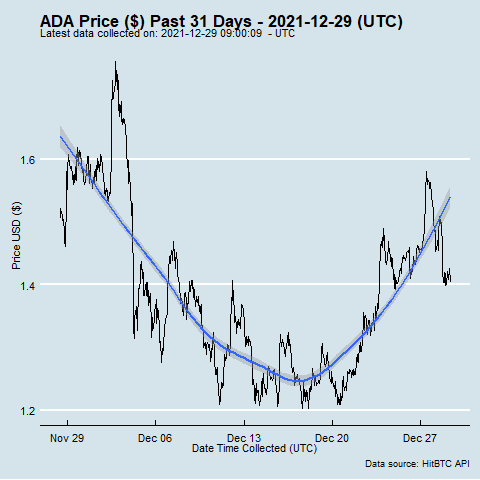 ADA Price ($) Past 31 Days - 2021-12-29 (UTC)
Latest data collected on: 2021-12-29 09:00:09 - UTC
Price USD ($)
1.6
1.4
1.2
Nov 29 Dec 06 Dec 13 Dec 20 Dec 27
Date Time Collected (UTC)
Data source: HitBTC API